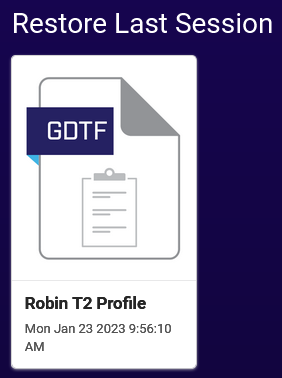 Restore Last Session
GDTF
Robin T2 Profile
Mon Jan 23 2023 9:56:10
AM